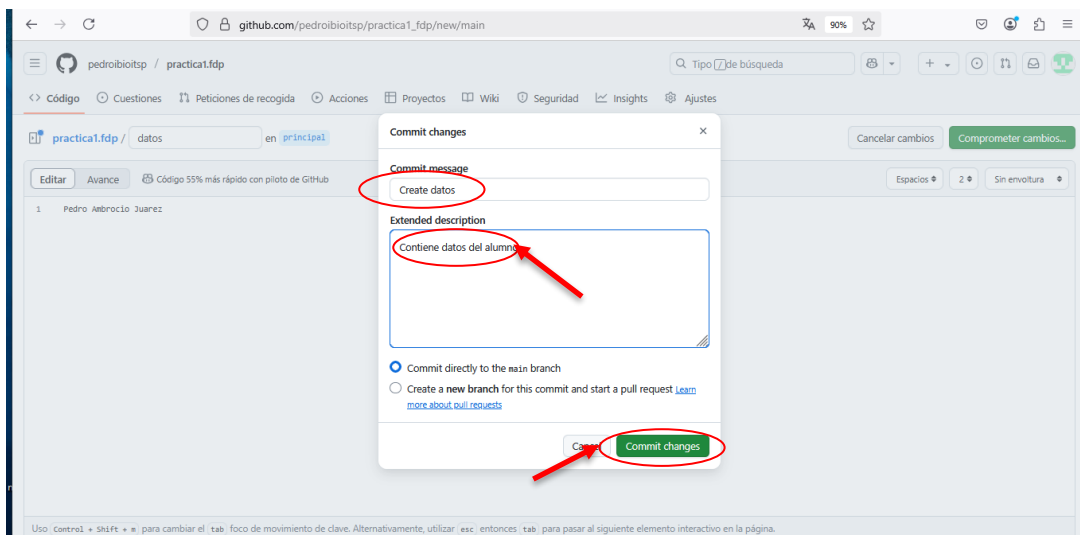 github.com/pedroibioitsp/practica1_fdp/new/main
90%
pedroibioitsp / practica1.fdp
Tipo / de búsqueda
Código Cuestiones Peticiones de recogida Acciones Proyectos Wiki Seguridad Insights Ajustes
practica1.fdp / datos en principal
Cancelar cambios Comprometer cambios...
Editar Avance Código 55% más rápido con piloto de GitHub
Espacios 2 Sin envoltura
1 Pedro Ambrocio Juarez
Commit changes
Commit message
Create datos
Extended description
Contiene datos del alumno
Commit directly to the main branch
Create a new branch for this commit and start a pull request Learn
more about pull requests
Cancel Commit changes
Uso Control + Shift + m para cambiar el tab foco de movimiento de clave. Alternativamente, utilizar esc entonces tab para pasar al siguiente elemento interactivo en la página.